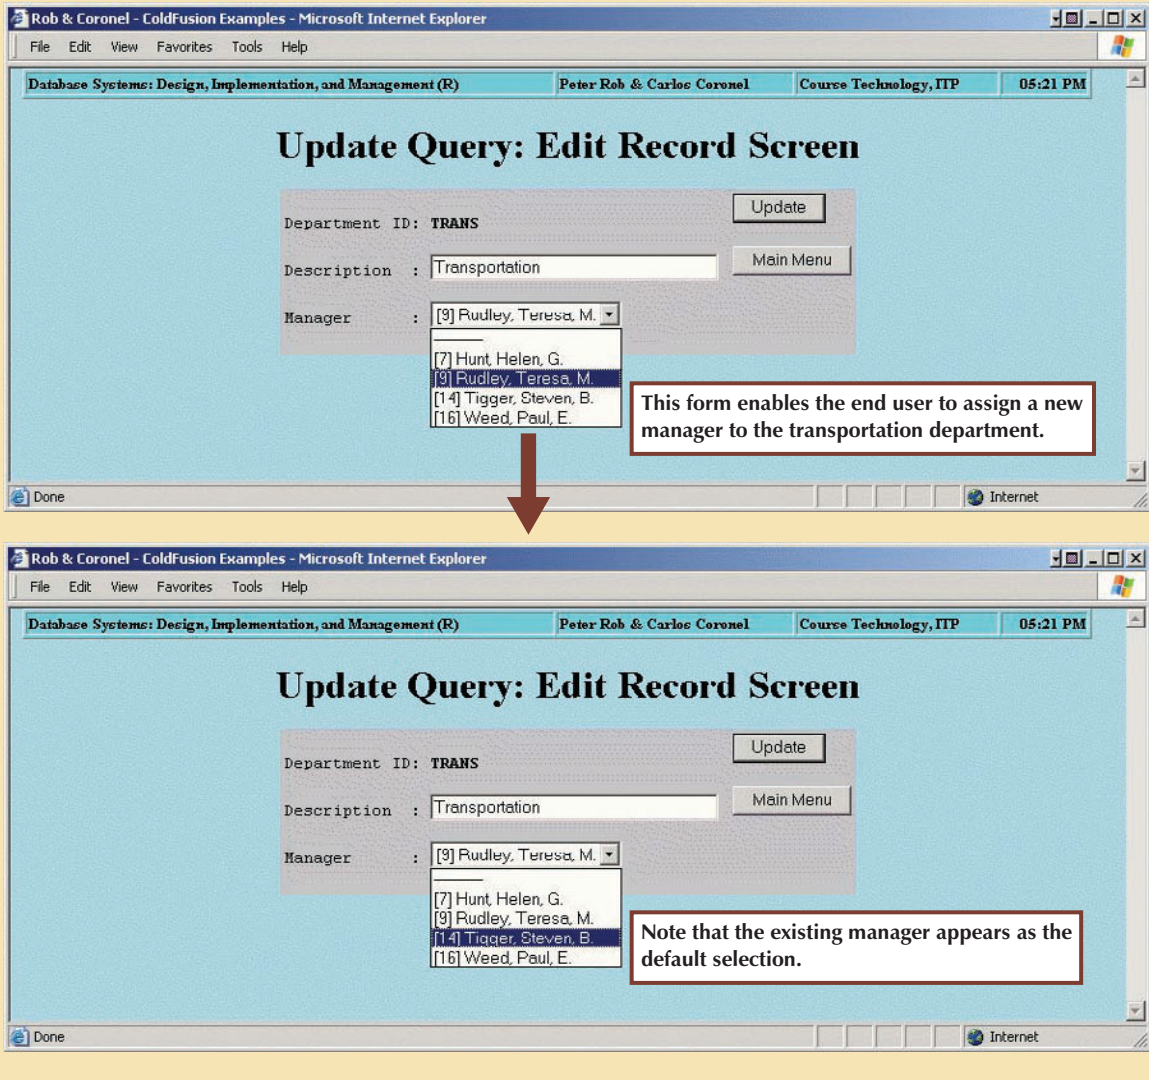 Rob & Coronel - ColdFusion Examples - Microsoft Internet Explorer
File Edit View Favorites Tools Help
Database Systems: Design, Implementation, and Management (R) Peter Rob & Carlos Coronel Course Technology, ITP 05:21 PM
Update Query: Edit Record Screen
Update
Department ID: TRANS
Main Menu
Description : Transportation
Manager : [9] Rudley, Teresa, M.
[7] Hunt, Helen, G.
[9] Rudley, Teresa, M.
[14] Tigger, Steven, B.
[16] Weed, Paul, E.
This form enables the end user to assign a new
manager to the transportation department.
Done Internet
Rob & Coronel - ColdFusion Examples - Microsoft Internet Explorer
File Edit View Favorites Tools Help
Database Systems: Design, Implementation, and Management (R) Peter Rob & Carlos Coronel Course Technology, ITP 05:21 PM
Update Query: Edit Record Screen
Update
Department ID: TRANS
Main Menu
Description : Transportation
Manager : [9] Rudley, Teresa, M.
[7] Hunt, Helen, G.
[9] Rudley, Teresa, M.
[14] Tigger, Steven, B.
[16] Weed, Paul, E.
Note that the existing manager appears as the
default selection.
Done Internet